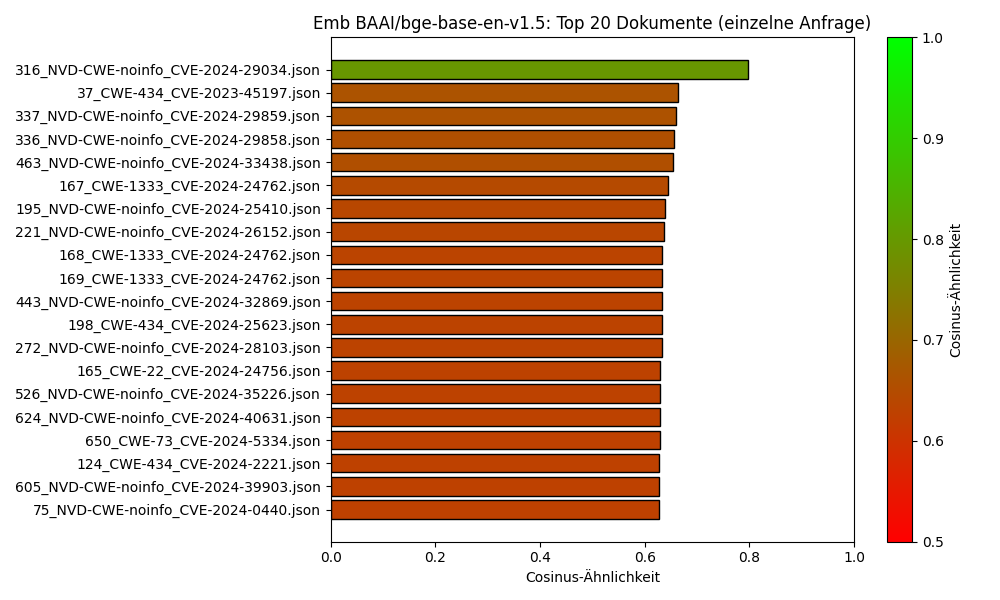 Emb BAAI/bge-base-en-v1.5: Top 20 Dokumente (einzelne Anfrage)
316_NVD-CWE-noinfo_CVE-2024-29034.json
37_CWE-434_CVE-2023-45197.json
337_NVD-CWE-noinfo_CVE-2024-29859.json
336_NVD-CWE-noinfo_CVE-2024-29858.json
463_NVD-CWE-noinfo_CVE-2024-33438.json
167_CWE-1333_CVE-2024-24762.json
195_NVD-CWE-noinfo_CVE-2024-25410.json
221_NVD-CWE-noinfo_CVE-2024-26152.json
168_CWE-1333_CVE-2024-24762.json
169_CWE-1333_CVE-2024-24762.json
443_NVD-CWE-noinfo_CVE-2024-32869.json
198_CWE-434_CVE-2024-25623.json
272_NVD-CWE-noinfo_CVE-2024-28103.json
165_CWE-22_CVE-2024-24756.json
526_NVD-CWE-noinfo_CVE-2024-35226.json
624_NVD-CWE-noinfo_CVE-2024-40631.json
650_CWE-73_CVE-2024-5334.json
124_CWE-434_CVE-2024-2221.json
605_NVD-CWE-noinfo_CVE-2024-39903.json
75_NVD-CWE-noinfo_CVE-2024-0440.json
0.0 0.2 0.4 0.6 0.8 1.0
Cosinus-Ähnlichkeit
1.0
0.9
0.8
0.7
0.6
0.5
Cosinus-Ähnlichkeit